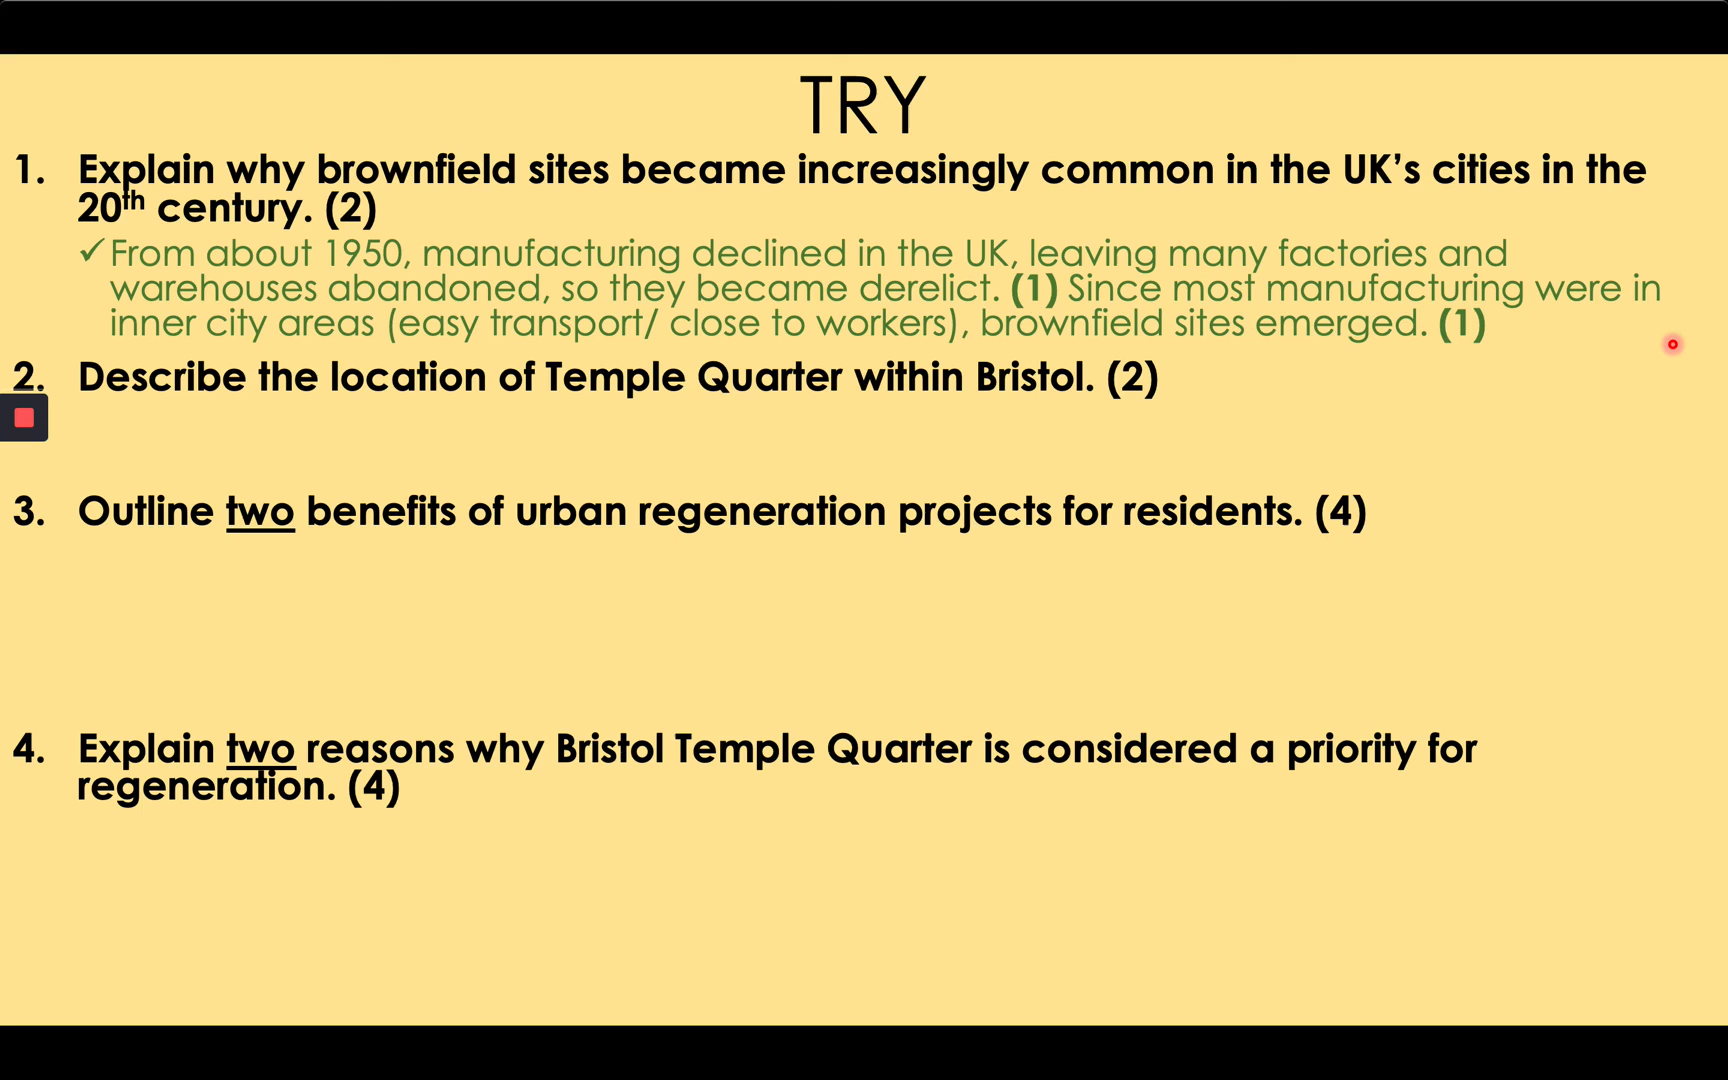 TRY
1. Explain why brownfield sites became increasingly common in the UK’s cities in the
20th century. (2)
✓From about 1950, manufacturing declined in the UK, leaving many factories and
warehouses abandoned, so they became derelict. (1) Since most manufacturing were in
inner city areas (easy transport/ close to workers), brownfield sites emerged. (1)
2. Describe the location of Temple Quarter within Bristol. (2)
3. Outline two benefits of urban regeneration projects for residents. (4)
4. Explain two reasons why Bristol Temple Quarter is considered a priority for
regeneration. (4)